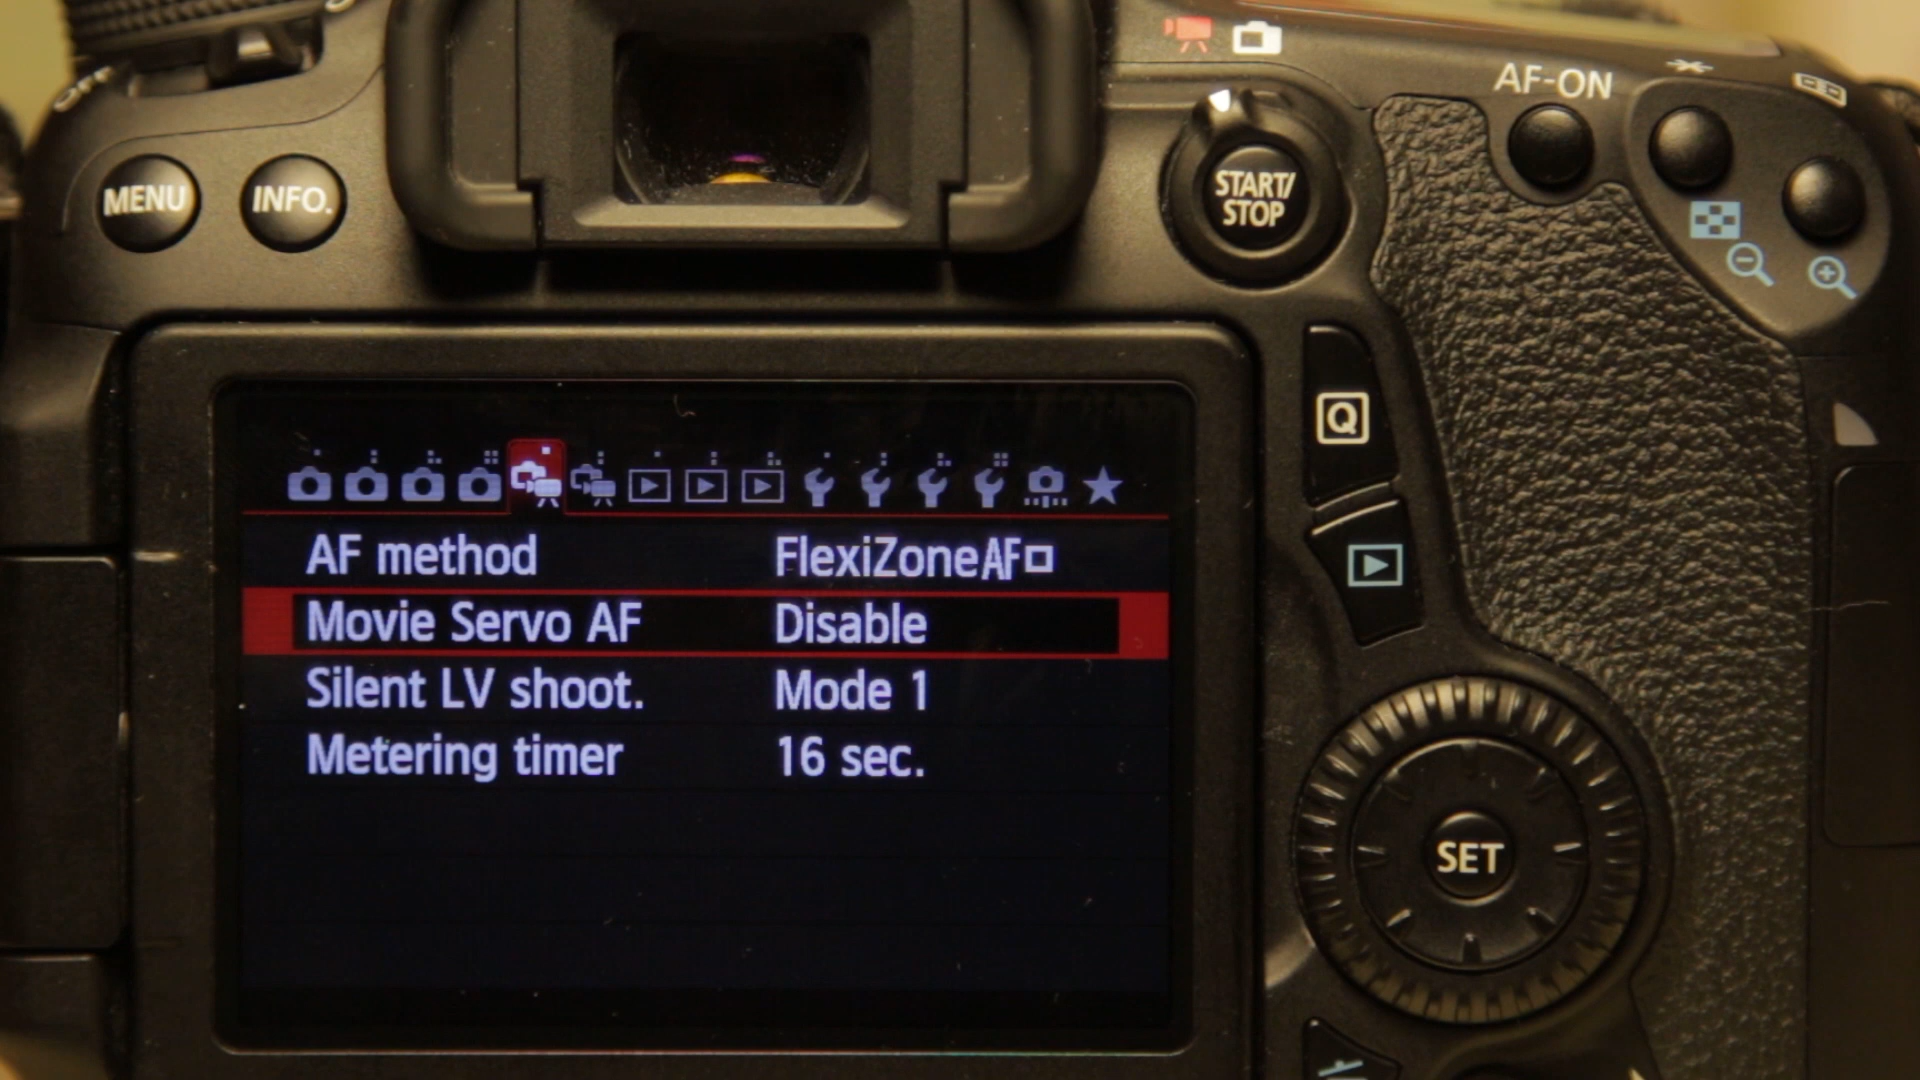 OFF
MENU
INFO.
START/
STOP
AF-ON
Q
AF method FlexiZoneAF
Movie Servo AF Disable
Silent LV shoot. Mode 1
Metering timer 16 sec.
SET